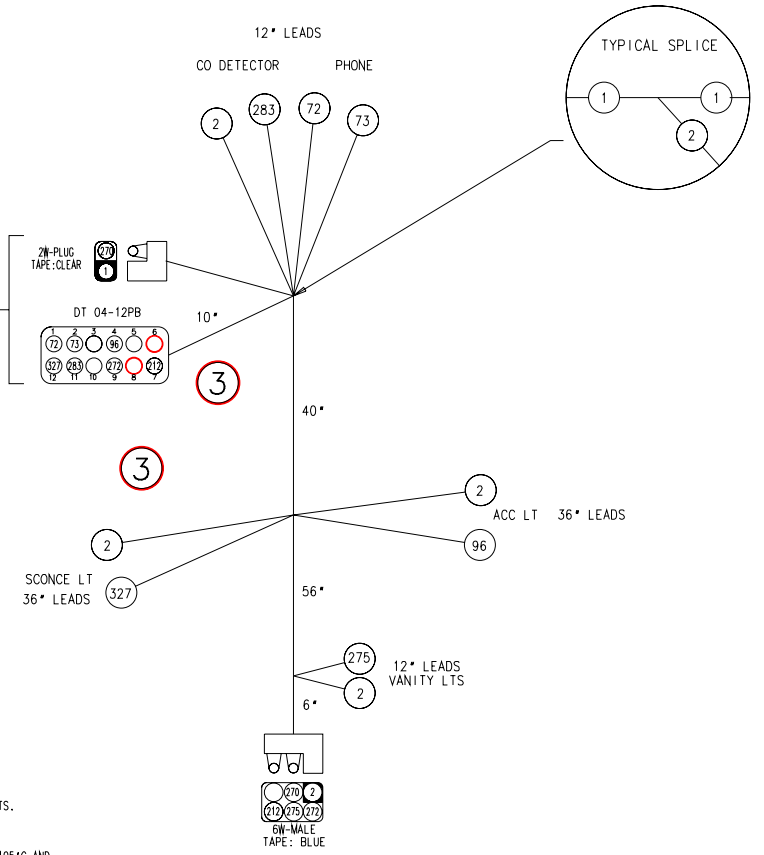 12" LEADS
CO DETECTOR PHONE
2 283 72 73
TYPICAL SPLICE
1 1
2
2W-PLUG
TAPE:CLEAR
270
1
DT 04-12PB
1 2 3 4 5 6
72 73 96
327 283 272 212
12 11 10 9 8 7
10"
3
40"
3
2
ACC LT 36" LEADS
96
2
SCONCE LT
36" LEADS
327
56"
275
12" LEADS
VANITY LTS
2
6"
270 2
212 275 272
6W-MALE
TAPE: BLUE
TS.